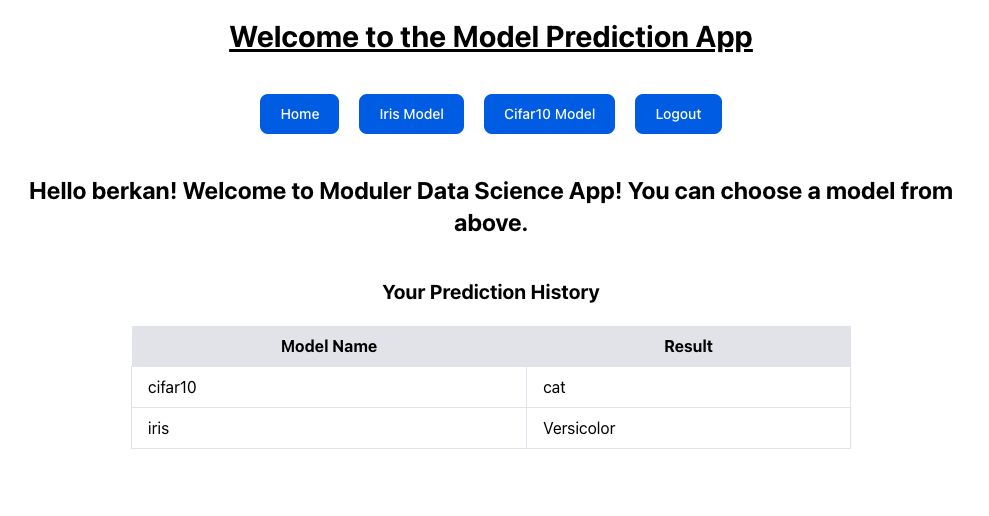 Welcome to the Model Prediction App
Home Iris Model Cifar10 Model Logout
Hello berkan! Welcome to Moduler Data Science App! You can choose a model from
above.
Your Prediction History
Model Name Result
cifar10 cat
iris Versicolor